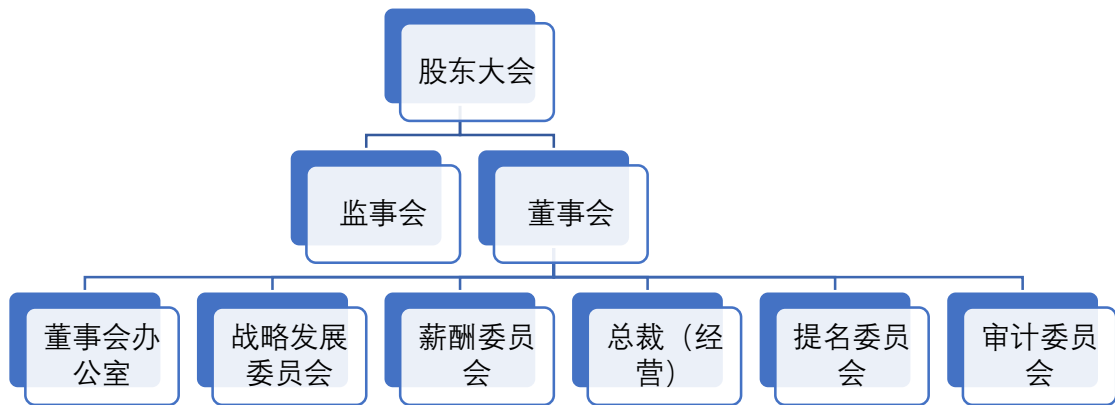 股东大会
监事会
董事会
董事会办
公室
战略发展
委员会
薪酬委员
会
总裁（经
营）
提名委员
会
审计委员
会